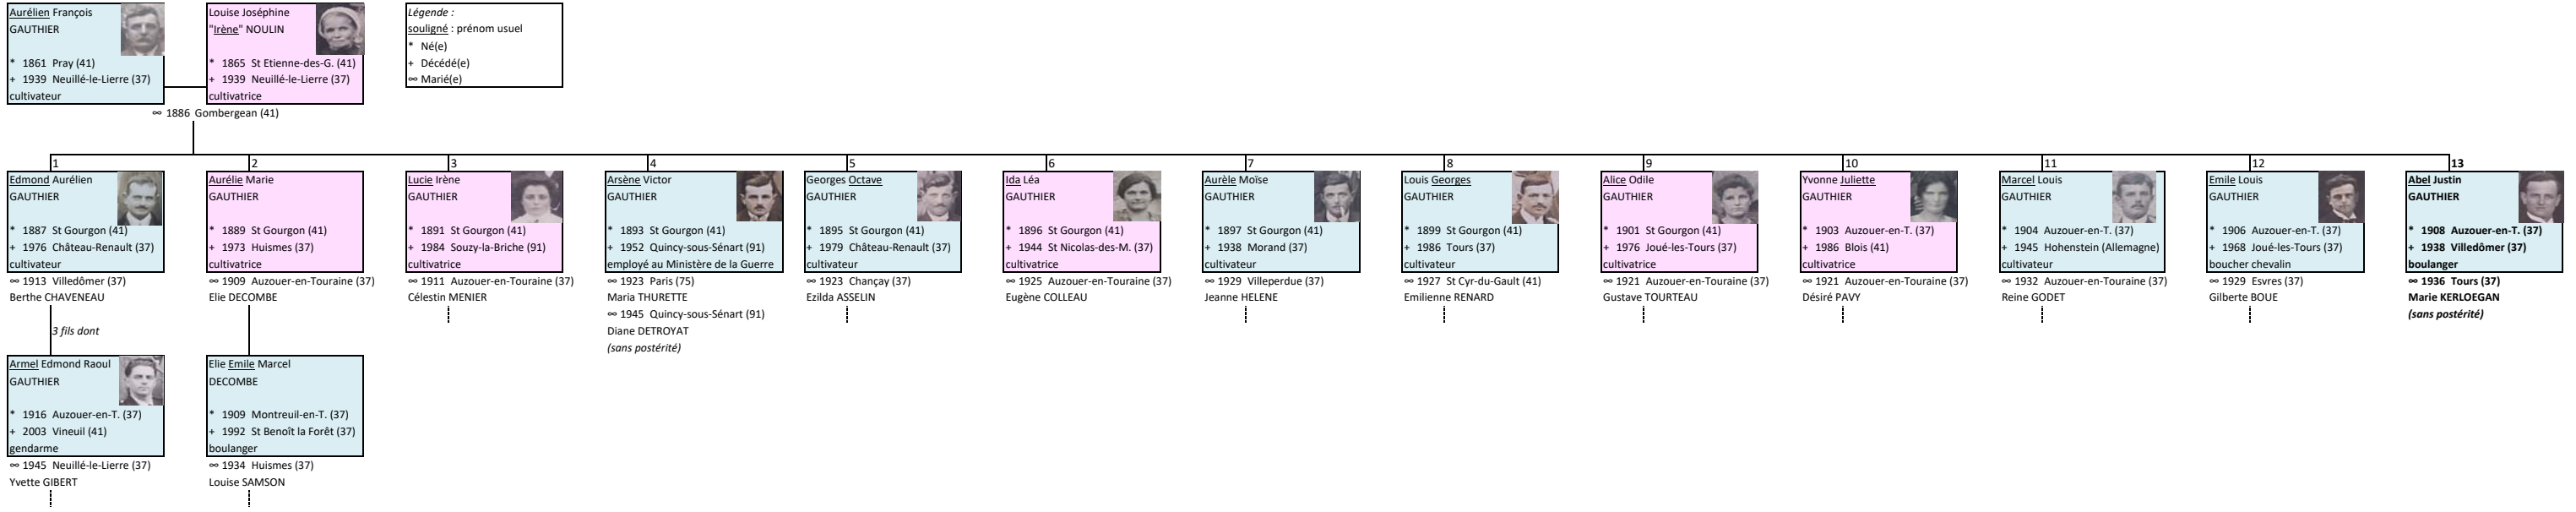 Aurélien François
GAUTHIER
* 1861 Pray (41)
+ 1939 Neuillé-le-Lierre (37)
cultivateur
Louise Joséphine
"Irène" NOULIN
* 1865 St Etienne-des-G. (41)
+ 1939 Neuillé-le-Lierre (37)
cultivatrice
Légende :
souligné : prénom usuel
* Né(e)
+ Décédé(e)
∞ Marié(e)
∞ 1886 Gombergean (41)
1
Edmond Aurélien
GAUTHIER
* 1887 St Gourgon (41)
+ 1976 Château-Renault (37)
cultivateur
∞ 1913 Villedômer (37)
Berthe CHAVENEAU
3 fils dont
2
Aurélie Marie
GAUTHIER
* 1889 St Gourgon (41)
+ 1973 Huismes (37)
cultivatrice
∞ 1909 Auzouer-en-Touraine (37)
Elie DECOMBE
3
Lucie Irène
GAUTHIER
* 1891 St Gourgon (41)
+ 1984 Souzy-la-Briche (91)
cultivatrice
∞ 1911 Auzouer-en-Touraine (37)
Célestin MENIER
4
Arsène Victor
GAUTHIER
* 1893 St Gourgon (41)
+ 1952 Quincy-sous-Sénart (91)
employé au Ministère de la Guerre
∞ 1923 Paris (75)
Maria THURETTE
∞ 1945 Quincy-sous-Sénart (91)
Diane DETROYAT
(sans postérité)
5
Georges Octave
GAUTHIER
* 1895 St Gourgon (41)
+ 1979 Château-Renault (37)
cultivateur
∞ 1923 Chançay (37)
Ezilda ASSELIN
6
Ida Léa
GAUTHIER
* 1896 St Gourgon (41)
+ 1944 St Nicolas-des-M. (37)
cultivatrice
∞ 1925 Auzouer-en-Touraine (37)
Eugène COLLEAU
7
Aurèle Moïse
GAUTHIER
* 1897 St Gourgon (41)
+ 1938 Morand (37)
cultivateur
∞ 1929 Villeperdue (37)
Jeanne HELENE
8
Louis Georges
GAUTHIER
* 1899 St Gourgon (41)
+ 1986 Tours (37)
cultivateur
∞ 1927 St Cyr-du-Gault (41)
Emilienne RENARD
9
Alice Odile
GAUTHIER
* 1901 St Gourgon (41)
+ 1976 Joué-les-Tours (37)
cultivatrice
∞ 1921 Auzouer-en-Touraine (37)
Gustave TOURTEAU
10
Yvonne Juliette
GAUTHIER
* 1903 Auzouer-en-T. (37)
+ 1986 Blois (41)
cultivatrice
∞ 1921 Auzouer-en-Touraine (37)
Désiré PAVY
11
Marcel Louis
GAUTHIER
* 1904 Auzouer-en-T. (37)
+ 1945 Hohenstein (Allemagne)
cultivateur
∞ 1932 Auzouer-en-Touraine (37)
Reine GODET
12
Emile Louis
GAUTHIER
* 1906 Auzouer-en-T. (37)
+ 1968 Joué-les-Tours (37)
boucher chevalin
∞ 1929 Esvres (37)
Gilberte BOUE
13
Abel Justin
GAUTHIER
* 1908 Auzouer-en-T. (37)
+ 1938 Villedômer (37)
boulanger
∞ 1936 Tours (37)
Marie KERLOEGAN
(sans postérité)
Armel Edmond Raoul
GAUTHIER
* 1916 Auzouer-en-T. (37)
+ 2003 Vineuil (41)
gendarme
∞ 1945 Neuillé-le-Lierre (37)
Yvette GIBERT
Elie Emile Marcel
DECOMBE
* 1909 Montreuil-en-T. (37)
+ 1992 St Benoît la Forêt (37)
boulanger
∞ 1934 Huismes (37)
Louise SAMSON